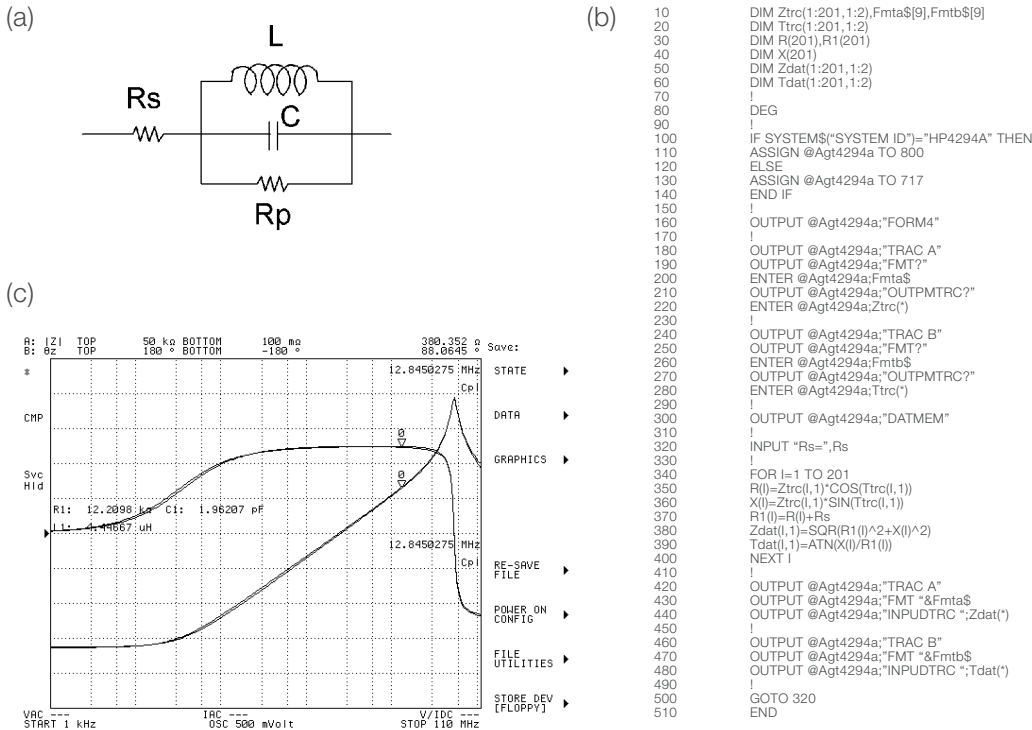 (a)
L
Rs
C
Rp
(b)
10 DIM Ztrc(1:201,1:2),Fmta$[9],Fmtb$[9]
20 DIM Ttrc(1:201,1:2)
30 DIM R(201),R1(201)
40 DIM X(201)
50 DIM Zdat(1:201,1:2)
60 DIM Tdat(1:201,1:2)
70 !
80 DEG
90 !
100 IF SYSTEM$(“SYSTEM ID”)=”HP4294A” THEN
110 ASSIGN @Agt4294a TO 800
120 ELSE
130 ASSIGN @Agt4294a TO 717
140 END IF
150 !
160 OUTPUT @Agt4294a;”FORM4”
170 !
180 OUTPUT @Agt4294a;”TRAC A”
190 OUTPUT @Agt4294a;”FMT?”
200 ENTER @Agt4294a;Fmta$
210 OUTPUT @Agt4294a;”OUTPMTRC?”
220 ENTER @Agt4294a;Ztrc(*)
230 !
240 OUTPUT @Agt4294a;”TRAC B”
250 OUTPUT @Agt4294a;”FMT?”
260 ENTER @Agt4294a;Fmtb$
270 OUTPUT @Agt4294a;”OUTPMTRC?”
280 ENTER @Agt4294a;Ttrc(*)
290 !
300 OUTPUT @Agt4294a;”DATMEM”
310 !
320 INPUT “Rs=”,Rs
330 !
340 FOR I=1 TO 201
350 R(I)=Ztrc(I,1)*COS(Ttrc(I,1))
360 X(I)=Ztrc(I,1)*SIN(Ttrc(I,1))
370 R1(I)=R(I)+Rs
380 Zdat(I,1)=SQR(R1(I)^2+X(I)^2)
390 Tdat(I,1)=ATN(X(I)/R1(I))
400 NEXT I
410 !
420 OUTPUT @Agt4294a;”TRAC A”
430 OUTPUT @Agt4294a;”FMT “&Fmta$
440 OUTPUT @Agt4294a;”INPUDTRC “;Zdat(*)
450 !
460 OUTPUT @Agt4294a;”TRAC B”
470 OUTPUT @Agt4294a;”FMT “&Fmtb$
480 OUTPUT @Agt4294a;”INPUDTRC “;Tdat(*)
490 !
500 GOTO 320
510 END
(c)
A: |Z| TOP 50 kΩ BOTTOM 100 mΩ 380.352 Ω
B: θz TOP 180 ° BOTTOM -180 ° 88.0645 °
Save:
12.8450275 MHz
Cpl
*
CMP
Svc
Hld
0
0
R1: 12.2098 kΩ C1: 1.96207 pF
12.8450275 MHz
Cpl
STATE
DATA
GRAPHICS
RE-SAVE
FILE
POWER ON
CONFIG
FILE
UTILITIES
STORE DEV
[FLOPPY]
VAC --- IAC --- V/IDC ---
START 1 kHz OSC 500 mVolt STOP 110 MHz